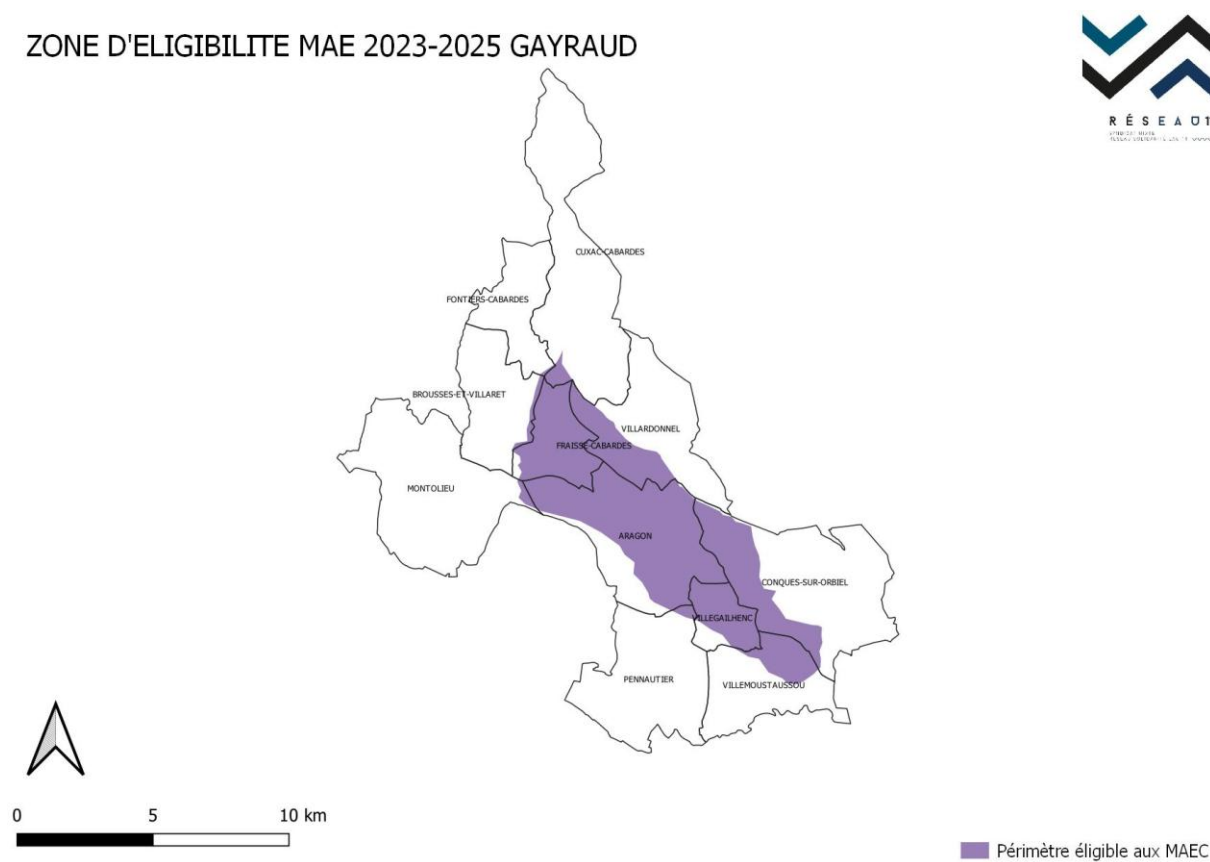 ZONE D'ELIGIBILITE MAE 2023-2025 GAYRAUD
RÉSEAU1
CUXAC-CABARDES
FONTIERS-CABARDES
BROUSSES-ET-VILLARET
VILLARDONNEL
FRAISSE-CABARDES
MONTOLIEU
ARAGON
CONQUES-SUR-ORBIEL
VILLEGAILHENC
PENNAUTIER
VILLEMOUSTAUSSOU
0 5 10 km
Périmètre éligible aux MAEC